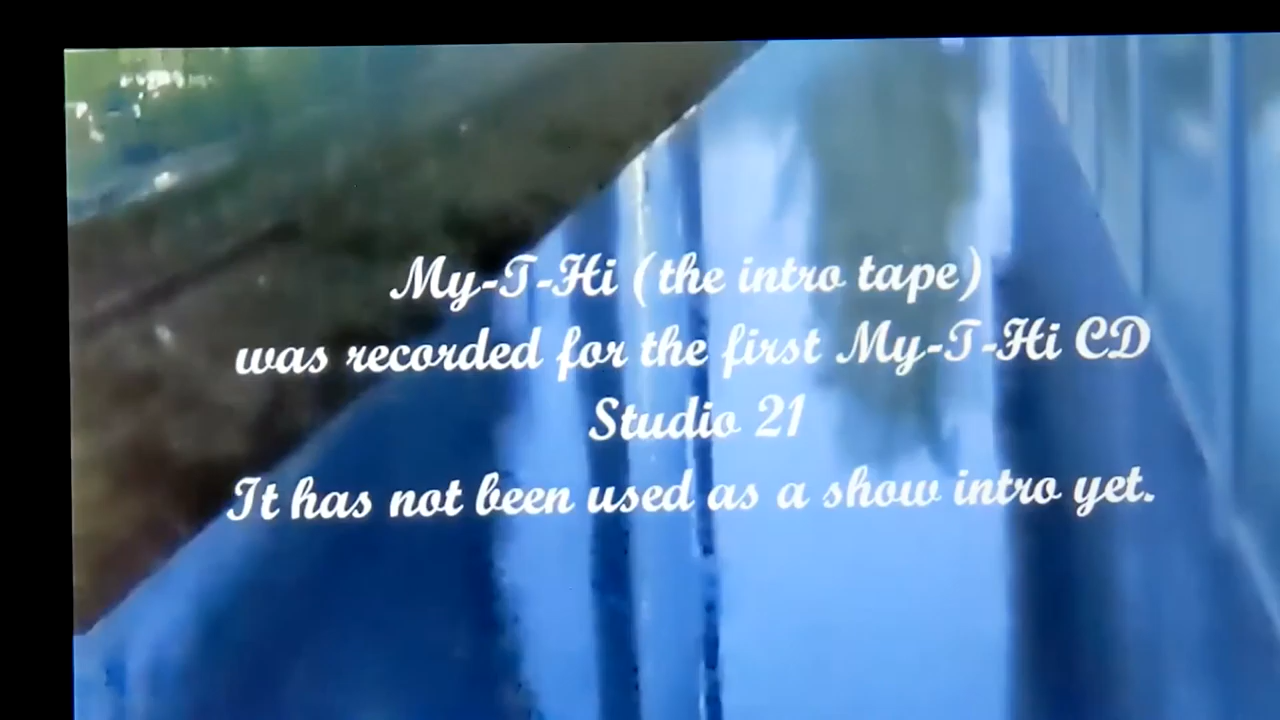 My-T-Hi (the intro tape)
was recorded for the first My-T-Hi CD
Studio 21
It has not been used as a show intro yet.